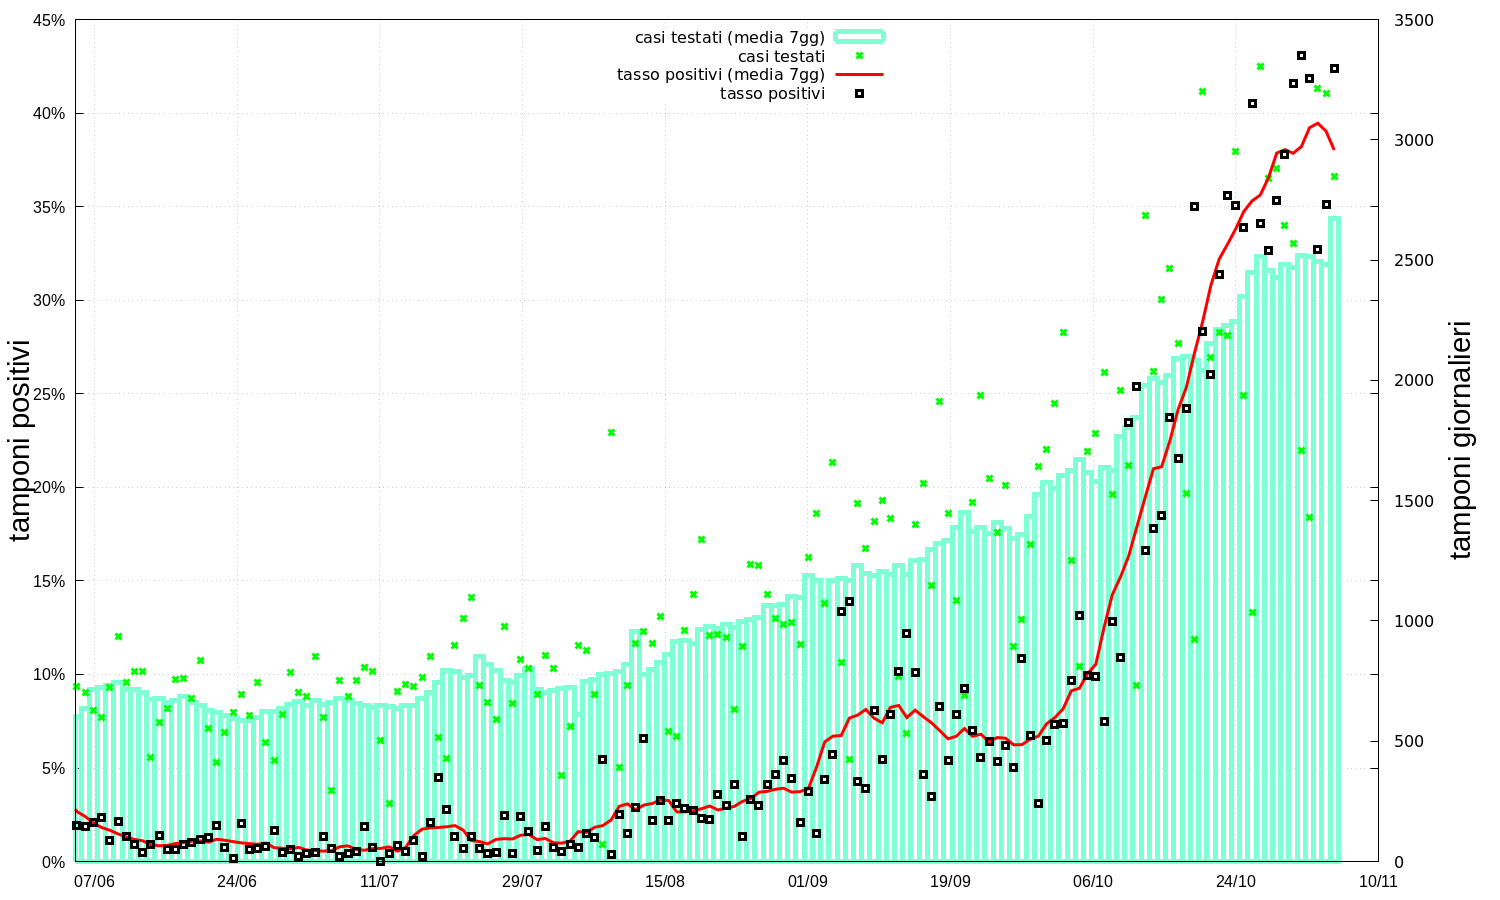 casi testati (media 7gg)
casi testati
tasso positivi (media 7gg)
tasso positivi
45%
40%
35%
30%
25%
20%
15%
10%
5%
0%
tamponi positivi
3500
3000
2500
2000
1500
1000
500
0
tamponi giornalieri
07/06 24/06 11/07 29/07 15/08 01/09 19/09 06/10 24/10 10/11